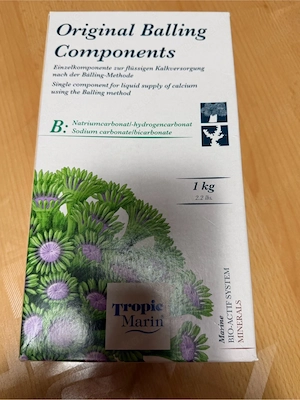 Original Balling
Components
Einzelkomponente zur flüssigen Kalkversorgung
nach der Balling-Methode
Single component for liquid supply of calcium
using the Balling method
B: Natriumcarbonat/-hydrogencarbonat
Sodium carbonate/bicarbonate
1 kg
2.2 lbs.
Tropic
Marin
Marine
BIO-ACTIF SYSTEM
MINERALS